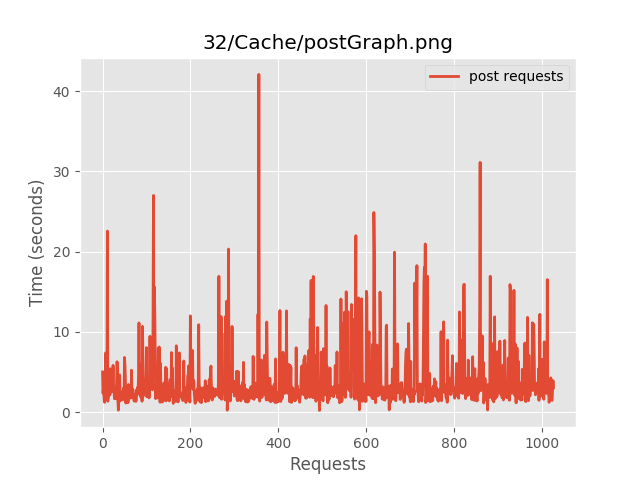 32/Cache/postGraph.png
post requests
40
30
20
10
0
Time (seconds)
0 200 400 600 800 1000
Requests